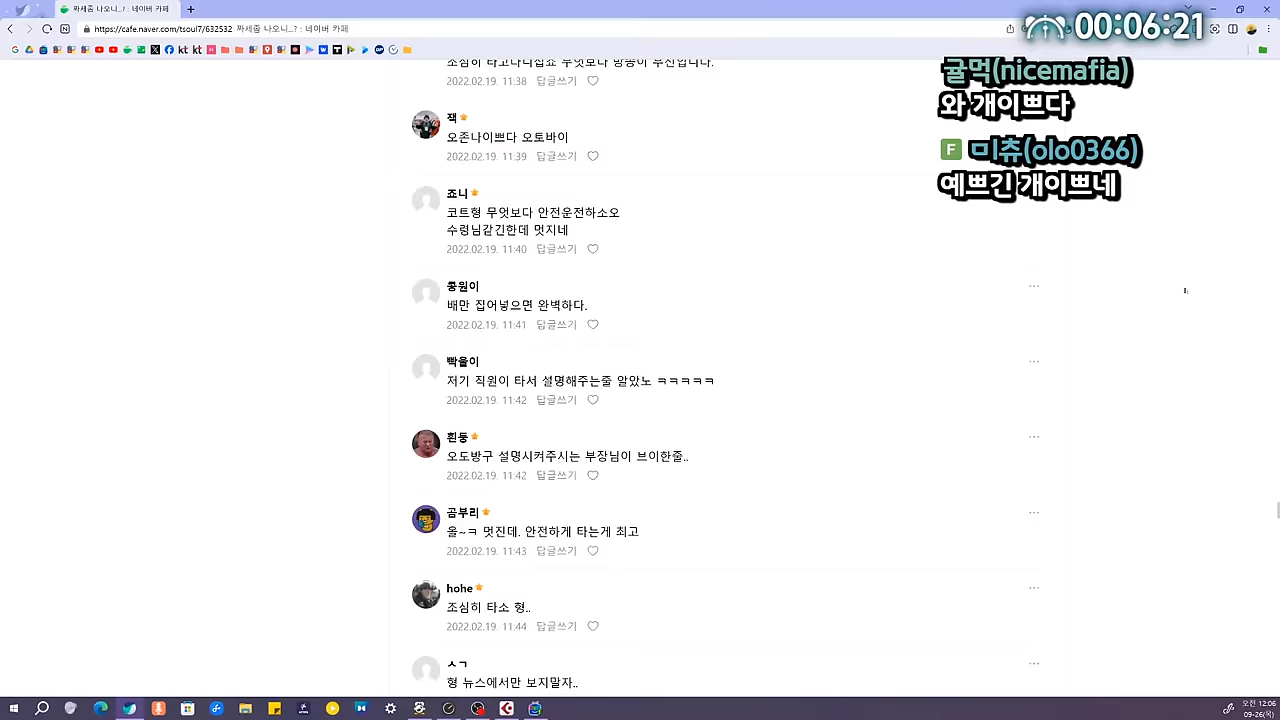 짜세중 나오니...? : 네이버 카페
https://cafe.naver.com/tsoul7/632532 짜세중 나오니...? : 네이버 카페
00:06:21
귤먹(nicemafia)
와 개이쁘다
F 미츄(olo0366)
예쁘긴 개이쁘네
2022.02.19. 11:38 답글쓰기
잭
오존나이쁘다 오토바이
2022.02.19. 11:39 답글쓰기
죠니
코트형 무엇보다 안전운전하소오
수령님같긴한데 멋지네
2022.02.19. 11:40 답글쓰기
콩원이
배만 집어넣으면 완벽하다.
2022.02.19. 11:41 답글쓰기
빡율이
저기 직원이 타서 설명해주는줄 알았노 ㅋㅋㅋㅋㅋ
2022.02.19. 11:42 답글쓰기
흰둥
오도방구 설명시켜주시는 부장님이 브이한줄..
2022.02.19. 11:42 답글쓰기
곰부리
올~ㅋ 멋진데. 안전하게 타는게 최고
2022.02.19. 11:43 답글쓰기
hohe
조심히 타소 형..
2022.02.19. 11:44 답글쓰기
ㅅㄱ
형 뉴스에서만 보지말자..
오전 12:06
09-26(목)